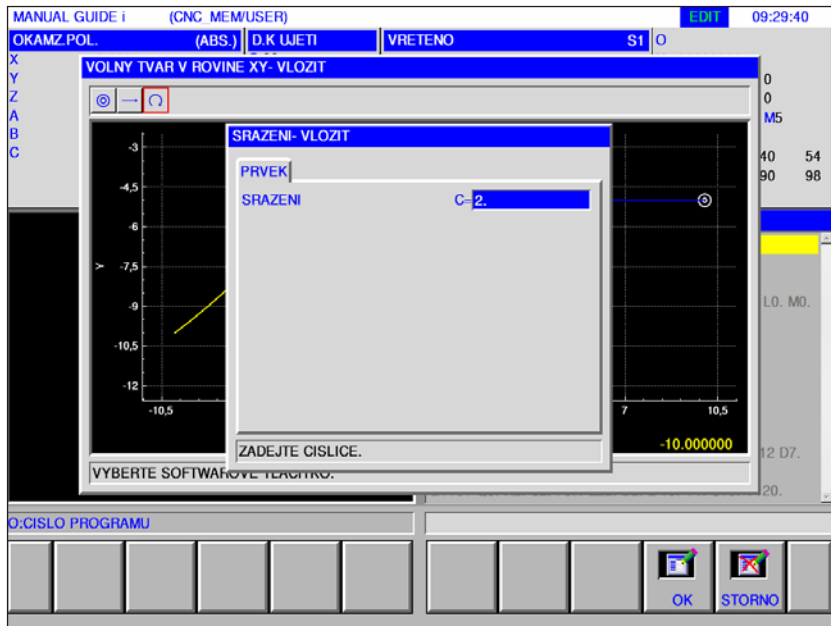 MANUAL GUIDE i (CNC_MEM/USER) EDIT 09:29:40
OKAMZ.POL. (ABS.) D.K UJETI VRETENO S1 O
X
Y 0
Z 0
A M5
B
C 40 54
90 98
VOLNY TVAR V ROVINE XY- VLOZIT
SRAZENI- VLOZIT
PRVEK
SRAZENI C=2.
-3
-4,5
-6
Y -7,5
-9
-10,5
-12
-10,5 7 10,5
-10.000000
L0. M0.
12 D7.
20.
ZADEJTE CISLICE.
VYBERTE SOFTWAROVE TLACITKO.
O:CISLO PROGRAMU
OK STORNO